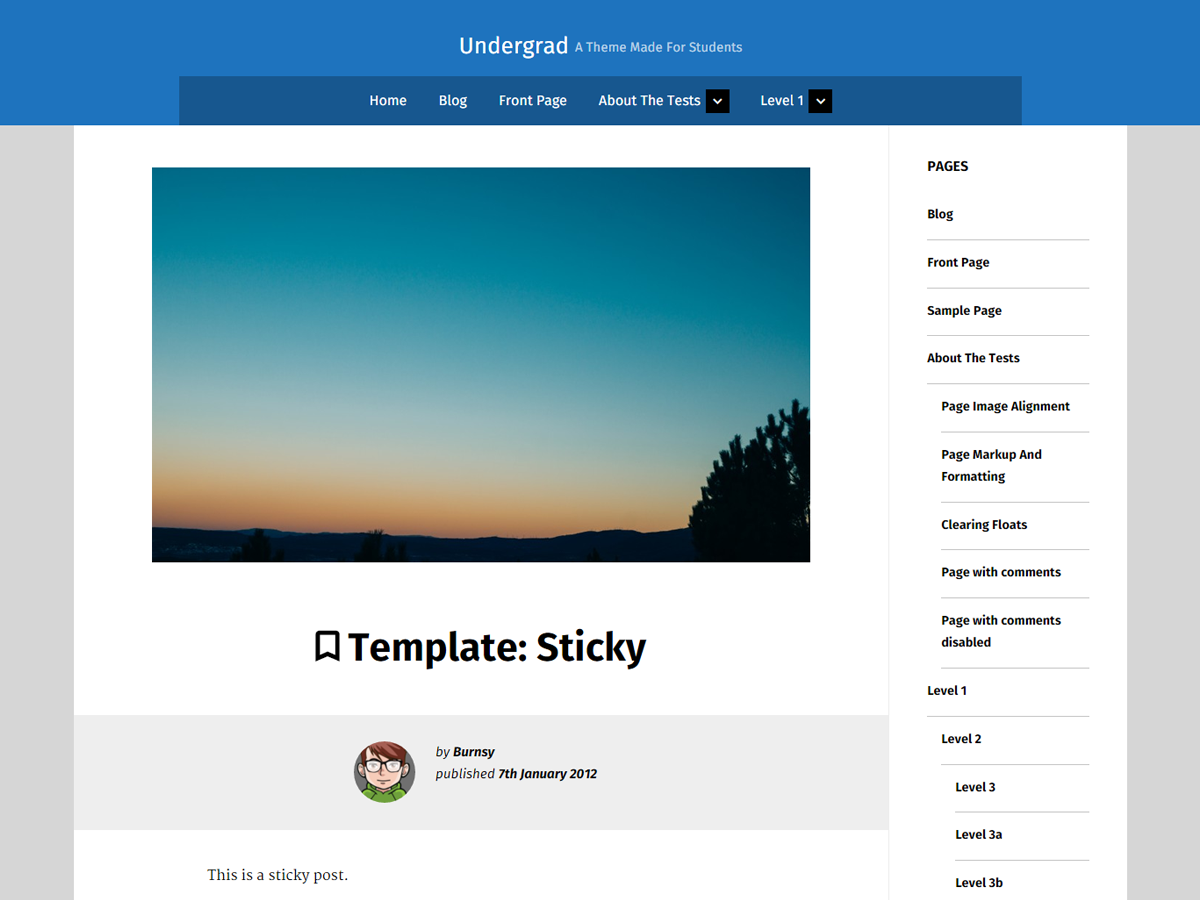 Undergrad A Theme Made For Students
Home Blog Front Page About The Tests Level 1
Template: Sticky
by Burnsy
published 7th January 2012
This is a sticky post.
PAGES
Blog
Front Page
Sample Page
About The Tests
Page Image Alignment
Page Markup And
Formatting
Clearing Floats
Page with comments
Page with comments
disabled
Level 1
Level 2
Level 3
Level 3a
Level 3b